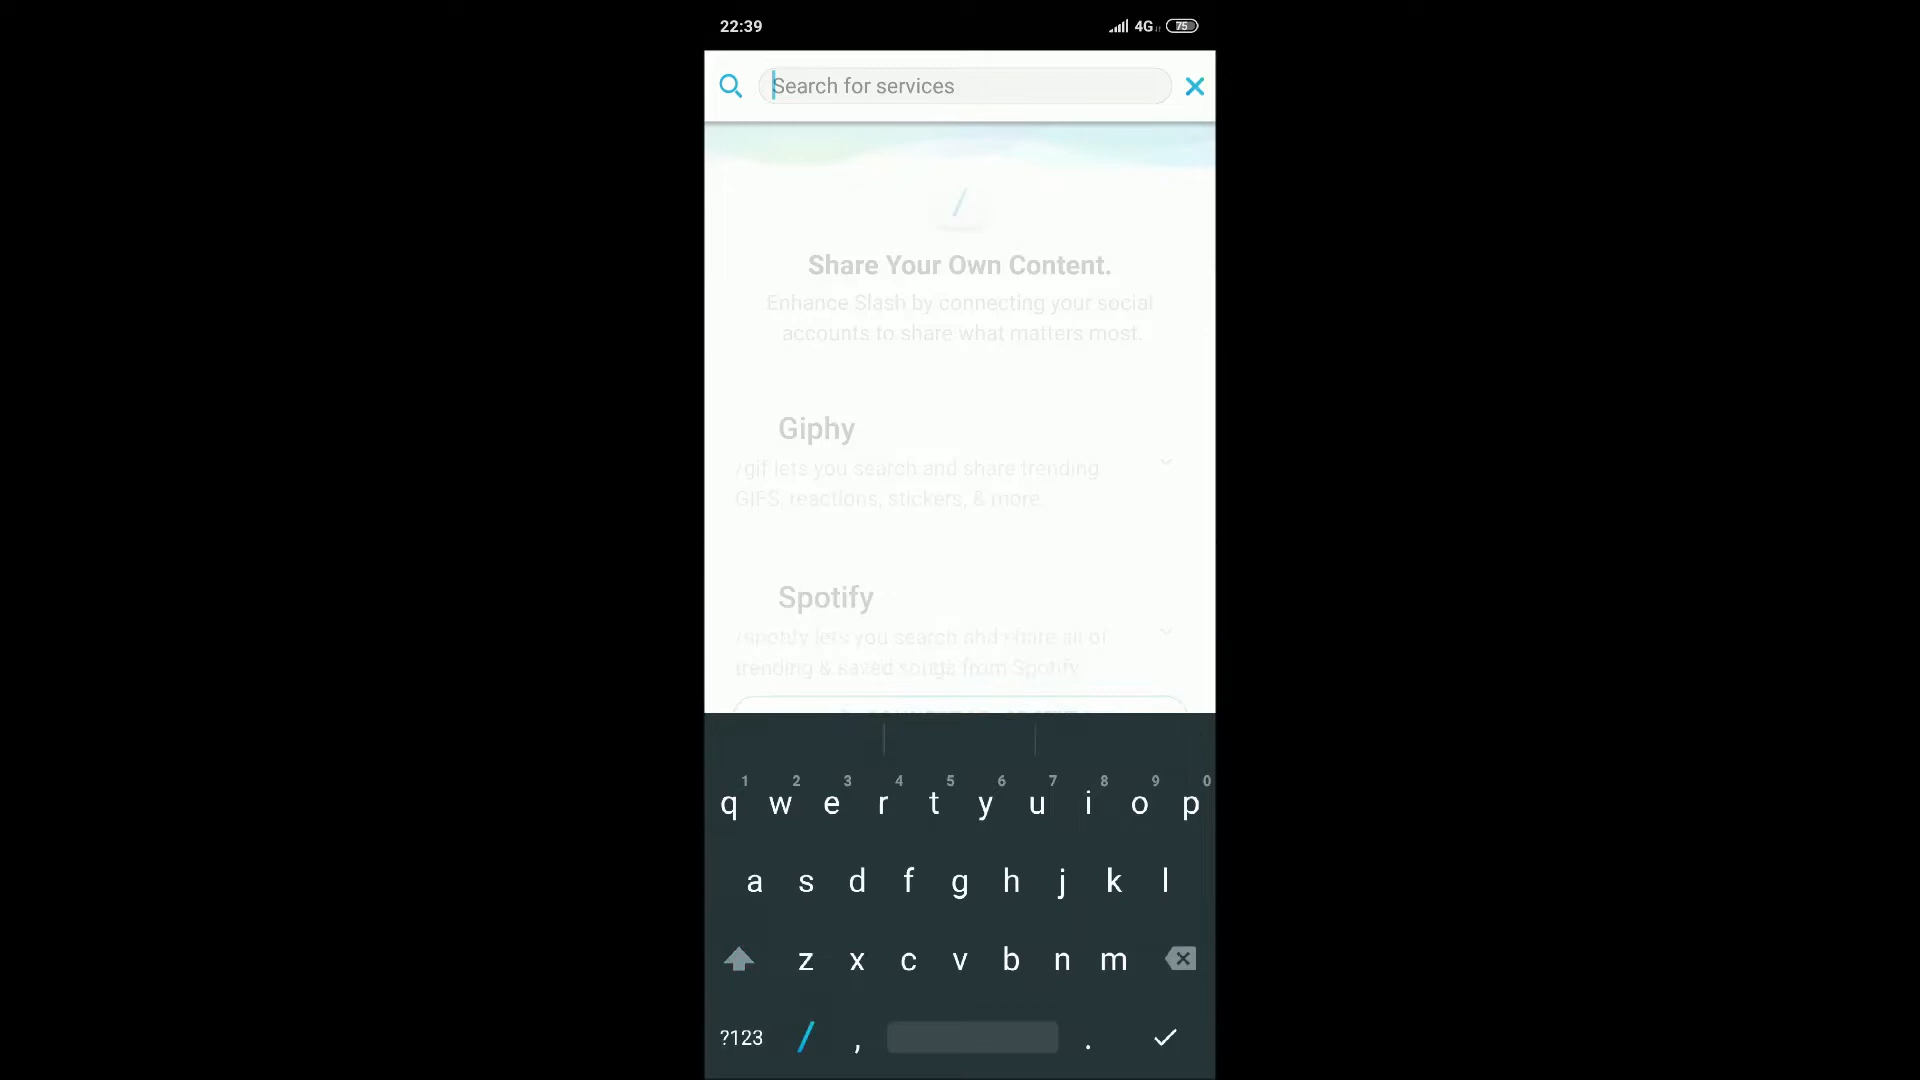 22:39
4G 75
Search for services
/
Share Your Own Content.
Enhance Slash by connecting your social
accounts to share what matters most.
Giphy
/gif lets you search and share trending
GIFS, reactions, stickers, & more.
Spotify
/spotify lets you search and share all of
trending & saved songs from Spotify
1 2 3 4 5 6 7 8 9 0
q w e r t y u i o p
a s d f g h j k l
z x c v b n m
?123 / , .